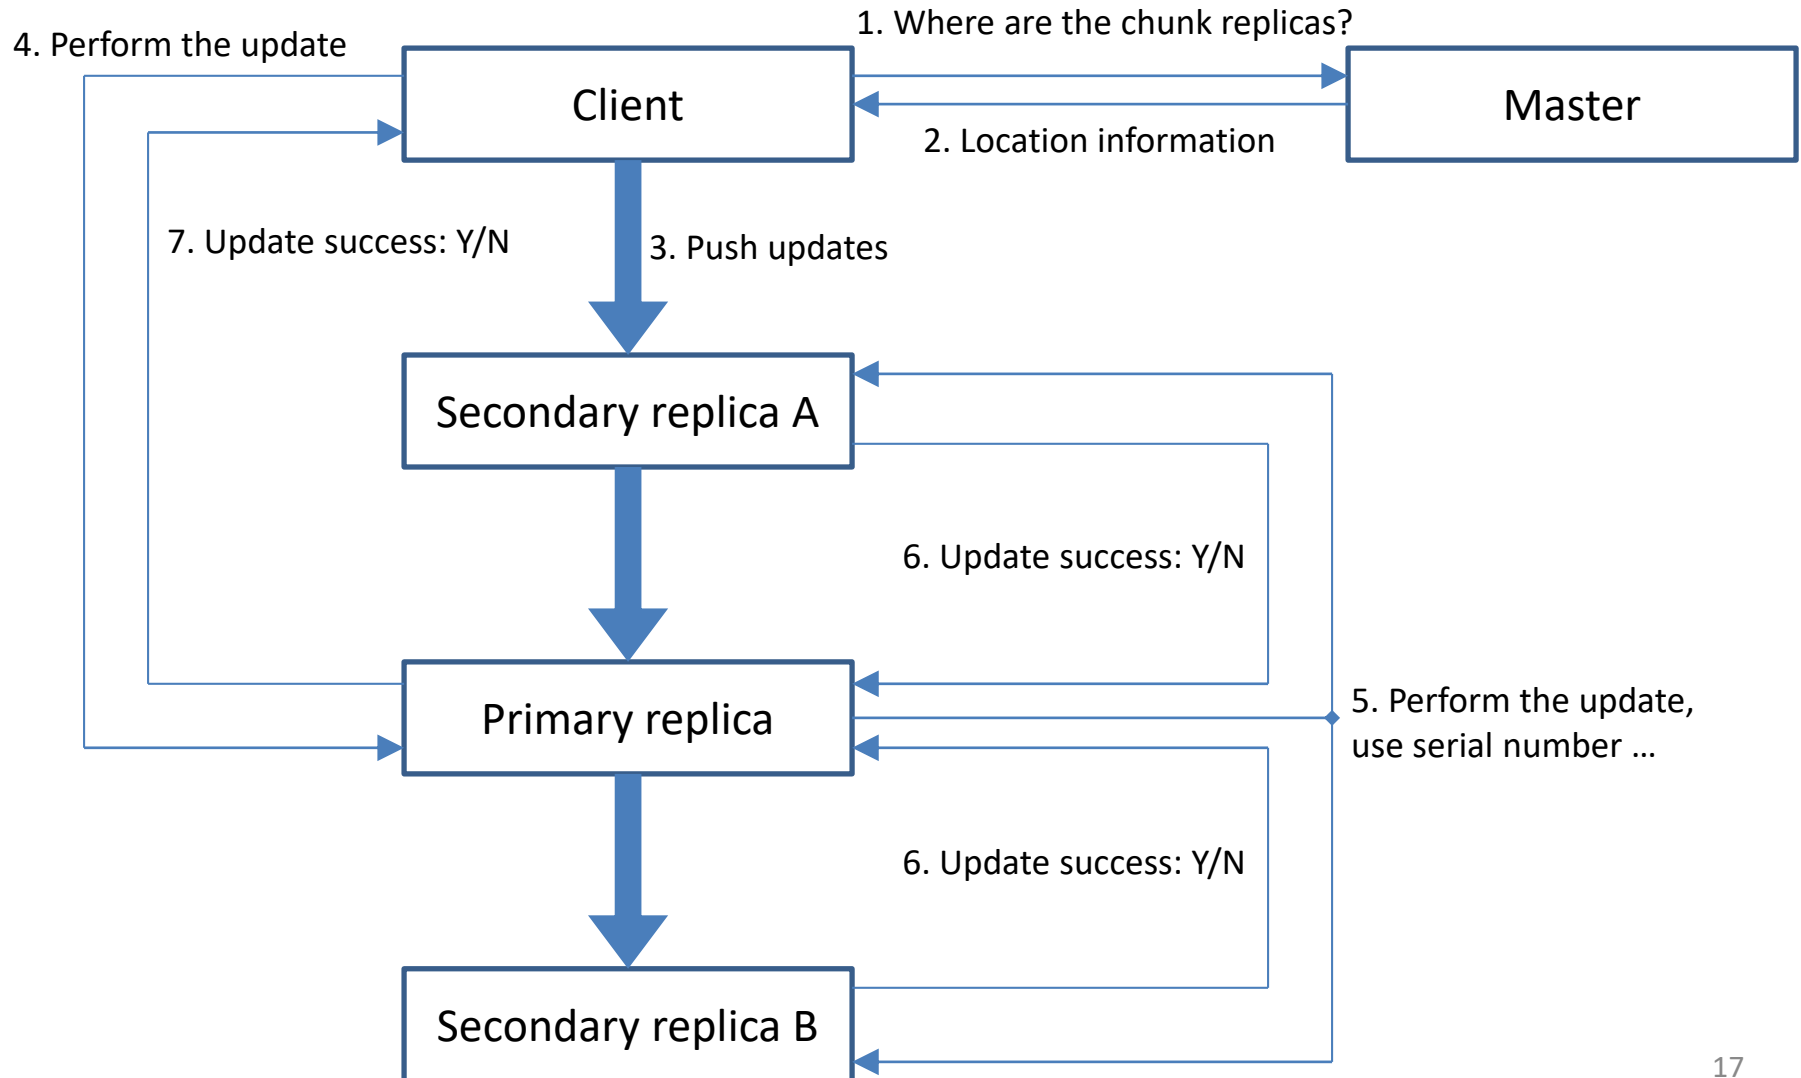 1. Where are the chunk replicas?
4. Perform the update
Client
Master
2. Location information
7. Update success: Y/N
3. Push updates
Secondary replica A
6. Update success: Y/N
Primary replica
5. Perform the update,
use serial number ...
6. Update success: Y/N
Secondary replica B
17